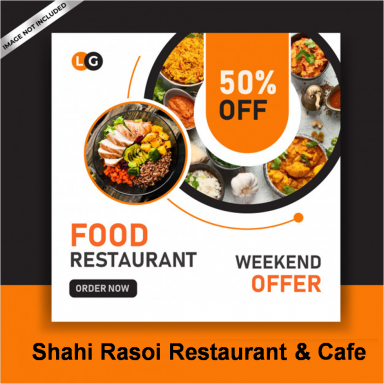 IMAGE NOT INCLUDED
LG
50%
OFF
FOOD
RESTAURANT
ORDER NOW
WEEKEND
OFFER
Shahi Rasoi Restaurant & Cafe